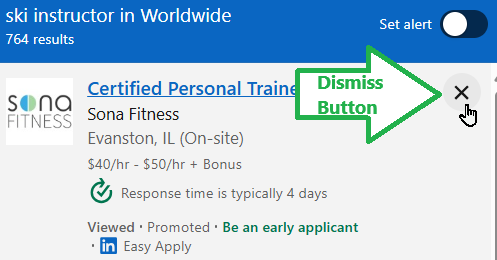 ski instructor in Worldwide
Set alert
764 results
sona
FITNESS
Certified Personal Traine
Dismiss
Button
Sona Fitness
Evanston, IL (On-site)
$40/hr - $50/hr + Bonus
Response time is typically 4 days
Viewed · Promoted · Be an early applicant
· in Easy Apply